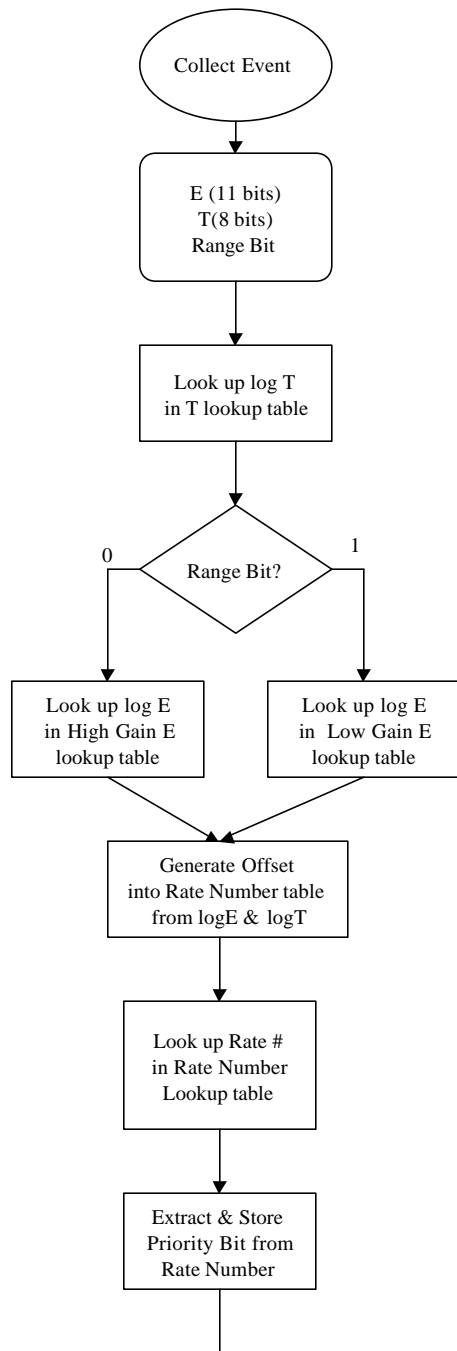 Collect Event
E (11 bits)
T(8 bits)
Range Bit
Look up log T
in T lookup table
0
1
Range Bit?
Look up log E
in High Gain E
lookup table
Look up log E
in Low Gain E
lookup table
Generate Offset
into Rate Number table
from logE & logT
Look up Rate #
in Rate Number
Lookup table
Extract & Store
Priority Bit from
Rate Number